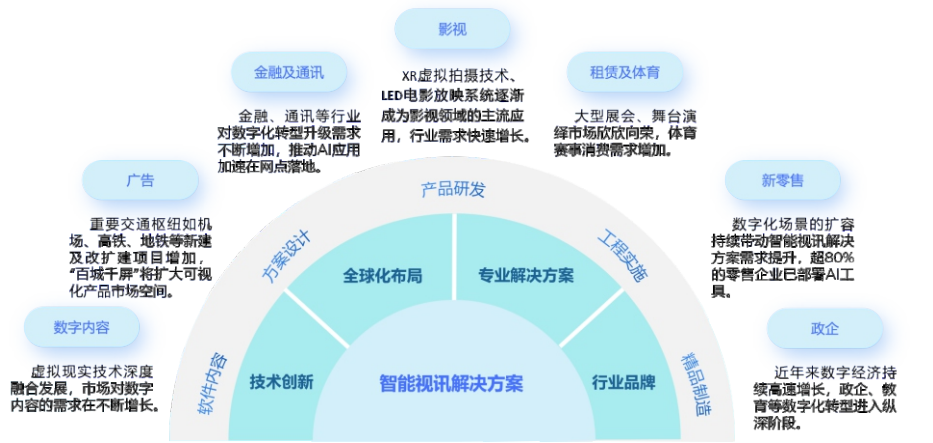 影视
XR虚拟拍摄技术、
LED电影放映系统逐渐
成为影视领域的主流应
用，行业需求快速增长。
金融及通讯
金融、通讯等行业
对数字化转型升级需求
不断增加，推动AI应用
加速在网点落地。
租赁及体育
大型展会、舞台演
绎市场欣欣向荣，体育
赛事消费需求增加。
广告
重要交通枢纽如机
场、高铁、地铁等新建
及改扩建项目增加，
“百城千屏”将扩大可视
化产品市场空间。
新零售
数字化场景的扩容
持续带动智能视讯解决
方案需求提升，超80%
的零售企业已部署AI工
具。
数字内容
虚拟现实技术深度
融合发展，市场对数字
内容的需求在不断增长。
政企
近年来数字经济持
续高速增长，政企、教
育等数字化转型进入纵
深阶段。
软件内容
方案设计
产品研发
工程实施
精品制造
技术创新
全球化布局
专业解决方案
行业品牌
智能视讯解决方案